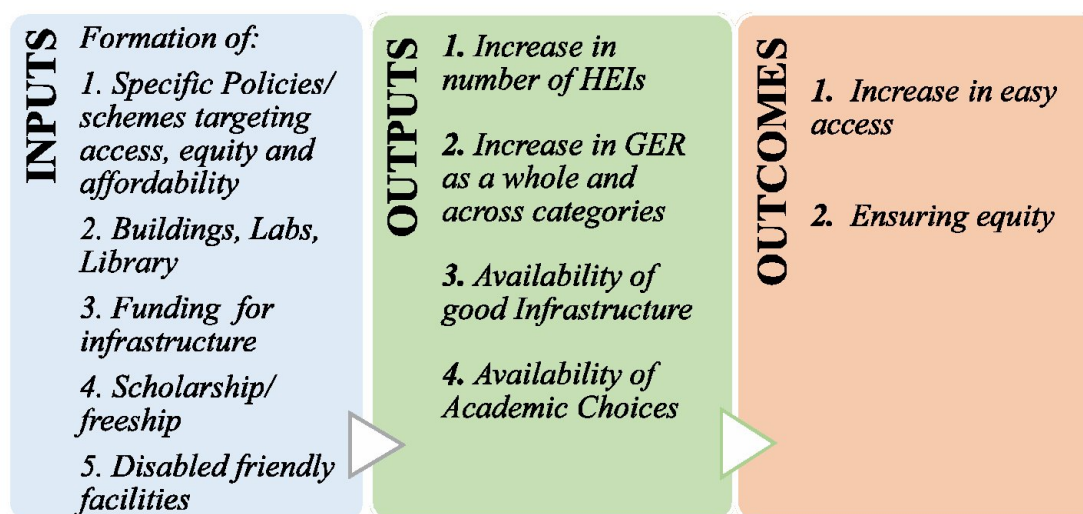 INPUTS
Formation of:
1. Specific Policies/
schemes targeting
access, equity and
affordability
2. Buildings, Labs,
Library
3. Funding for
infrastructure
4. Scholarship/
freeship
5. Disabled friendly
facilities
OUTPUTS
1. Increase in
number of HEIs
2. Increase in GER
as a whole and
across categories
3. Availability of
good Infrastructure
4. Availability of
Academic Choices
OUTCOMES
1. Increase in easy
access
2. Ensuring equity